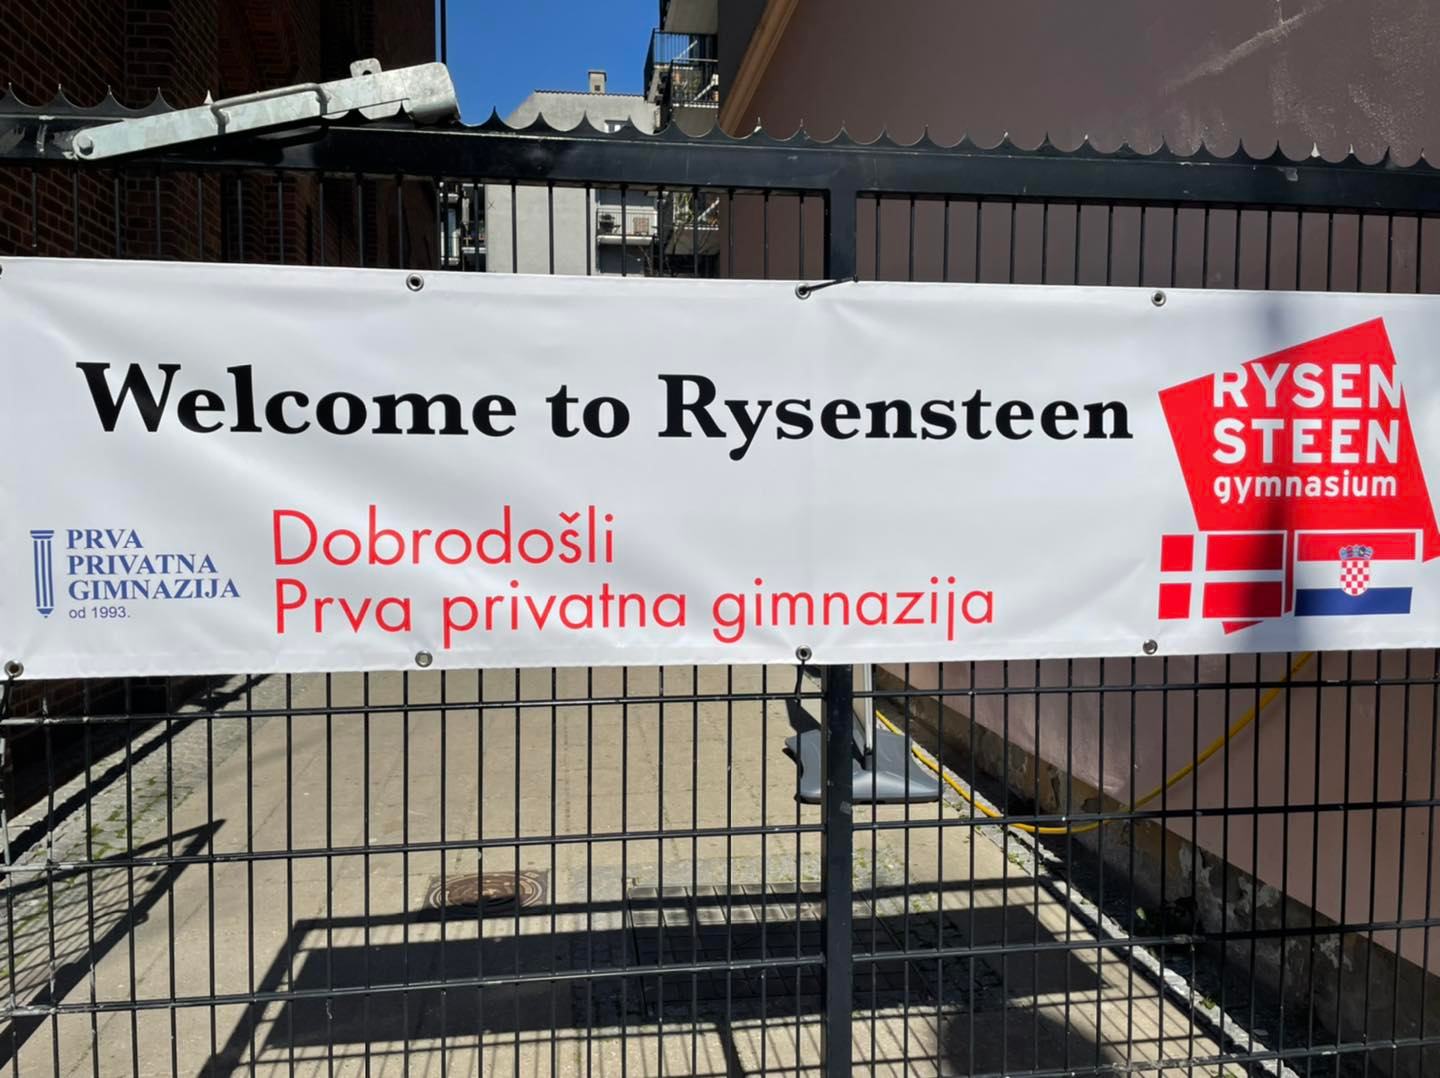 Welcome to Rysensteen
RYSEN
STEEN
gymnasium
PRVA
PRIVATNA
GIMNAZIJA
od 1993.
Dobrodošli
Prva privatna gimnazija